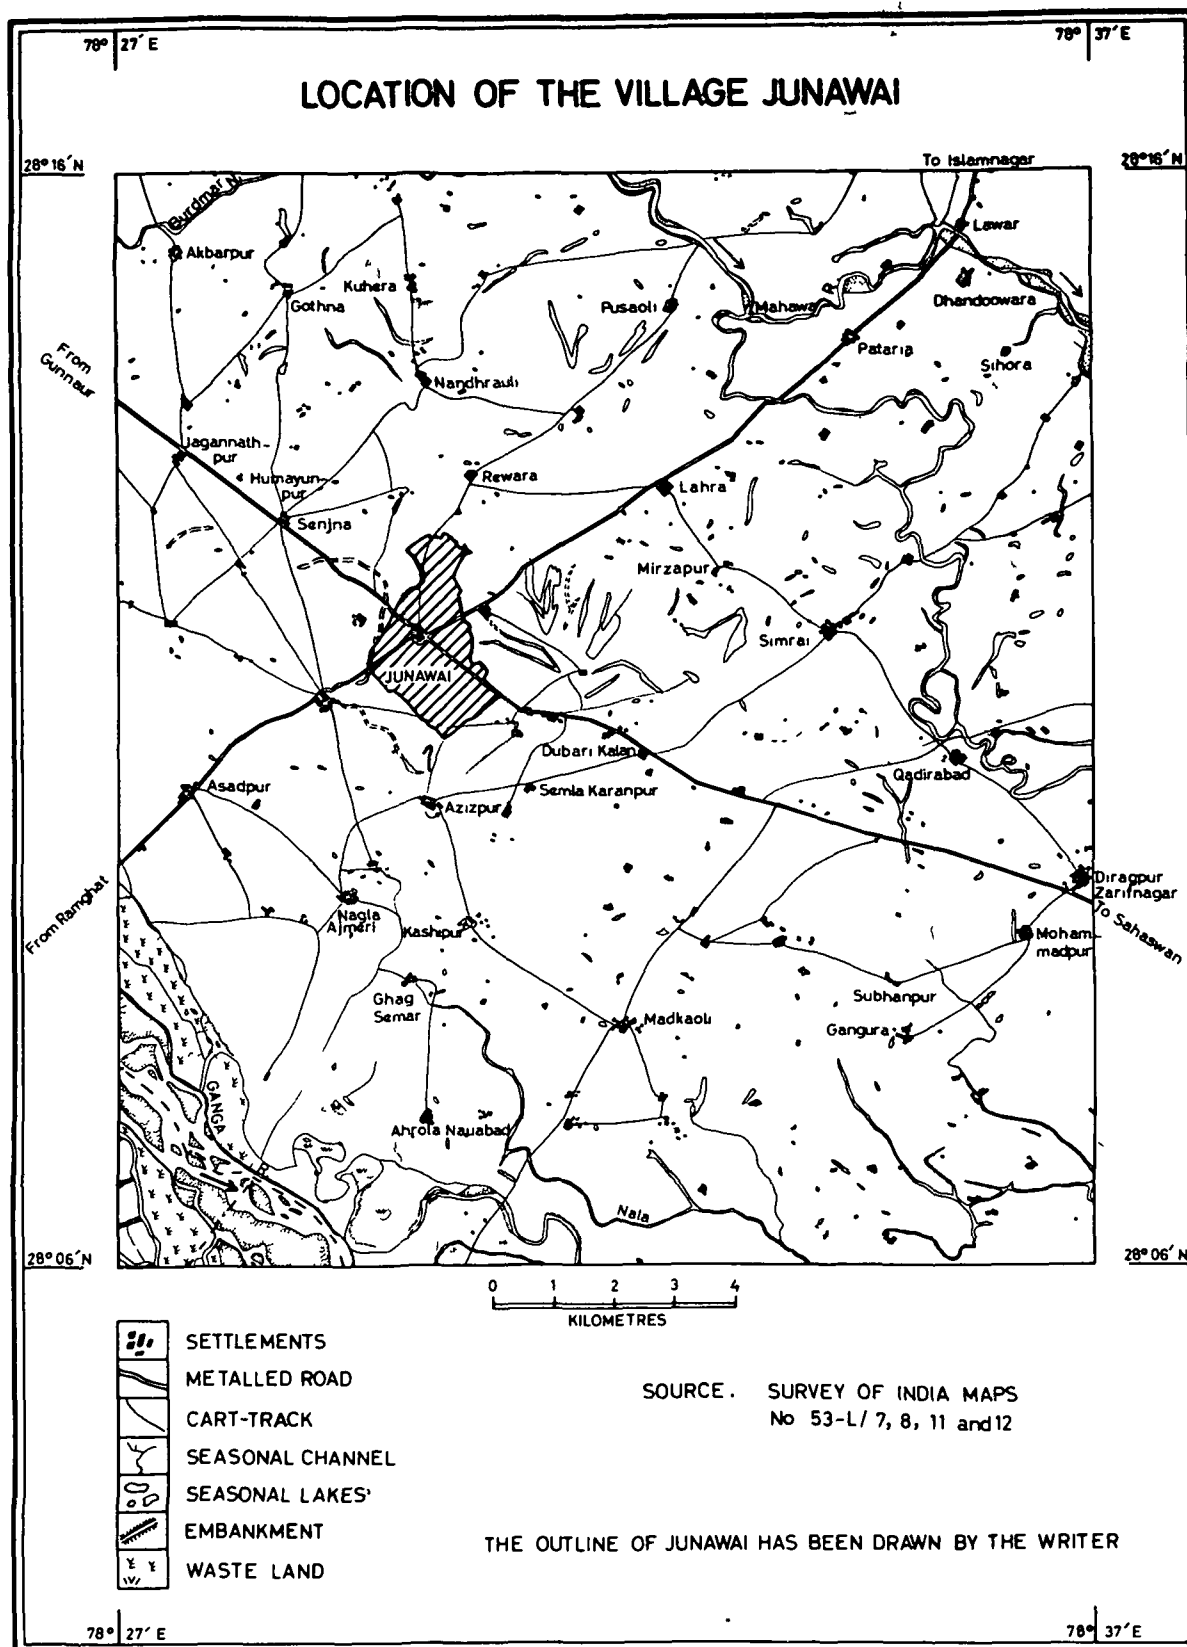 78° 27′ E
78° 37′ E
LOCATION OF THE VILLAGE JUNAWAI
28° 16′ N
To Islamnagar
28° 16′ N
Burdmar N.
Lawar
Akbarpur
Kuhera
Gothna
Pusaoli
Mahawa R.
Dhandoowara
From
Gunnaur
Pataria
Sihora
Nandhrauli
Jagannath-
pur
Humayun-
pur
Rewara
Lahra
Senjna
Mirzapur
Simrai
JUNAWAI
Dubari Kalan
Qadirabad
Asadpur
Semla Karanpur
Azizpur
Diragpur
Zarifnagar
From Ramghat
Nagla
Ajmeri
Kashipur
To Sahaswan
Moham-
madpur
Ghag
Semar
Subhanpur
Madkaoli
Gangura
GANGA
R.
Ahrola Nauabad
Nala
28° 06′ N
28° 06′ N
0 1 2 3 4
KILOMETRES
SETTLEMENTS
METALLED ROAD
CART-TRACK
SEASONAL CHANNEL
SEASONAL LAKES'
EMBANKMENT
WASTE LAND
SOURCE. SURVEY OF INDIA MAPS
No 53-L/ 7, 8, 11 and 12
THE OUTLINE OF JUNAWAI HAS BEEN DRAWN BY THE WRITER
78° 27′ E
78° 37′ E